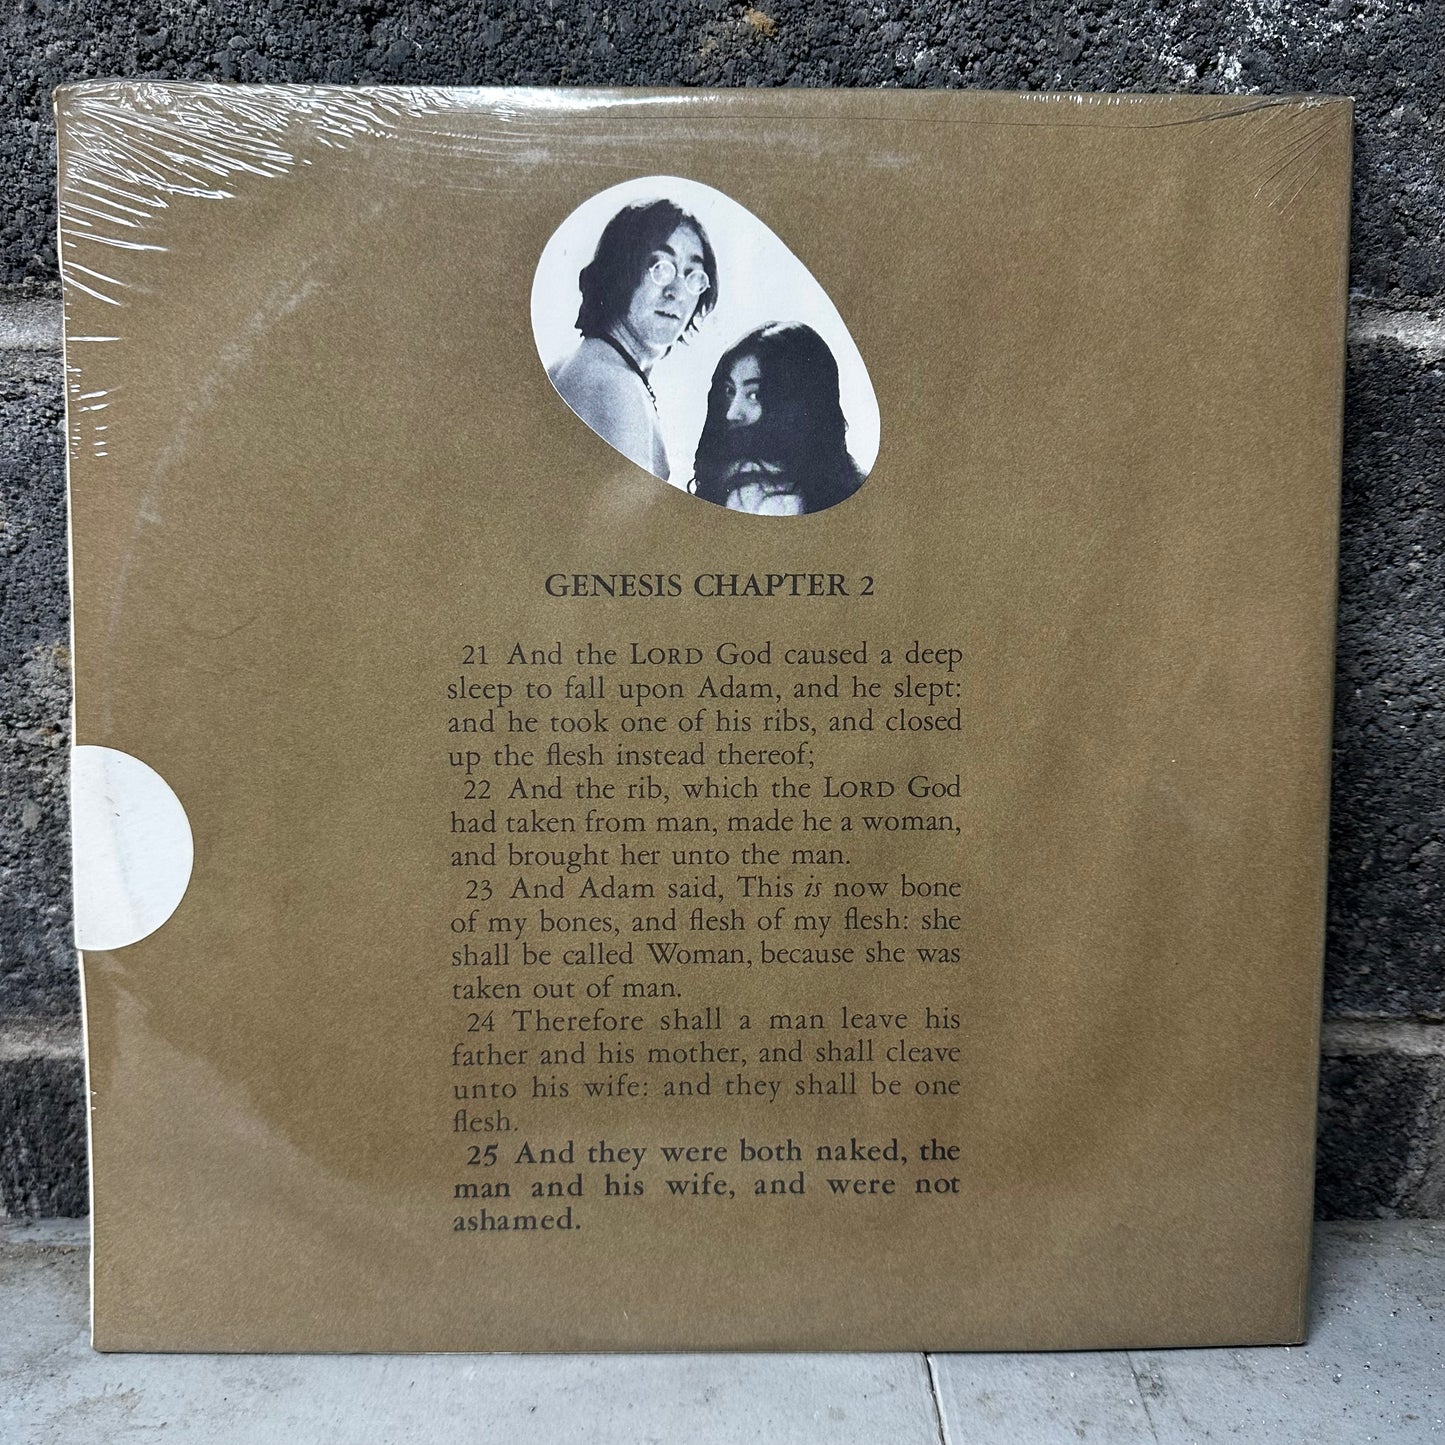 GENESIS CHAPTER 2
21 And the LORD God caused a deep
sleep to fall upon Adam, and he slept:
and he took one of his ribs, and closed
up the flesh instead thereof;
22 And the rib, which the LORD God
had taken from man, made he a woman,
and brought her unto the man.
23 And Adam said, This is now bone
of my bones, and flesh of my flesh: she
shall be called Woman, because she was
taken out of man.
24 Therefore shall a man leave his
father and his mother, and shall cleave
unto his wife: and they shall be one
flesh.
25 And they were both naked, the
man and his wife, and were not
ashamed.